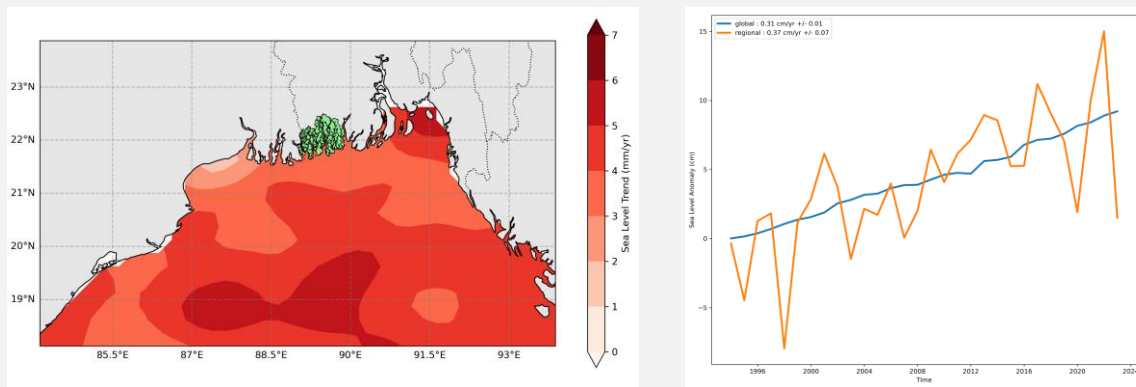 23°N
22°N
21°N
20°N
19°N
85.5°E 87°E 88.5°E 90°E 91.5°E 93°E
7
6
5
4
3
2
1
0
Sea Level Trend (mm/yr)
global : 0.31 cm/yr +/- 0.01
regional : 0.37 cm/yr +/- 0.07
15
10
5
0
−5
Sea Level Anomaly (cm)
1996 2000 2004 2008 2012 2016 2020 2024
Time